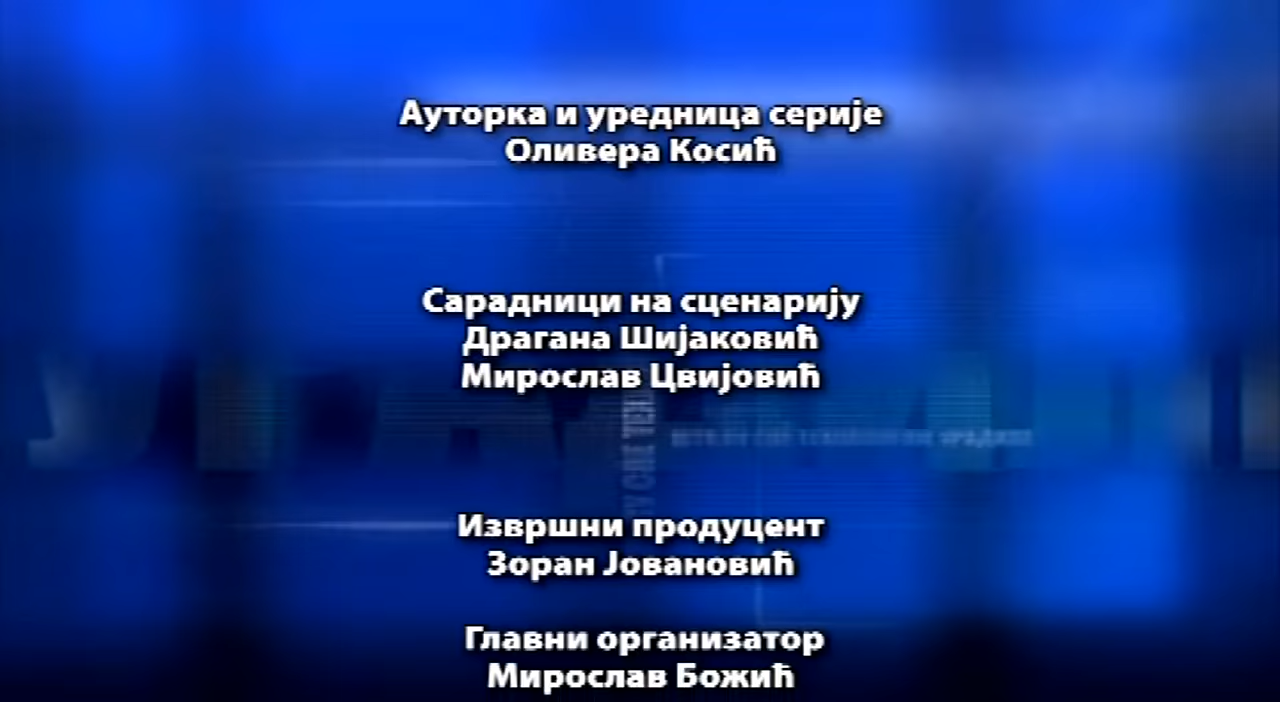 Ауторка и уредница серије
Оливера Косић
Сарадници на сценарију
Драгана Шијаковић
Мирослав Цвијовић
Извршни продуцент
Зоран Јовановић
Главни организатор
Мирослав Божић